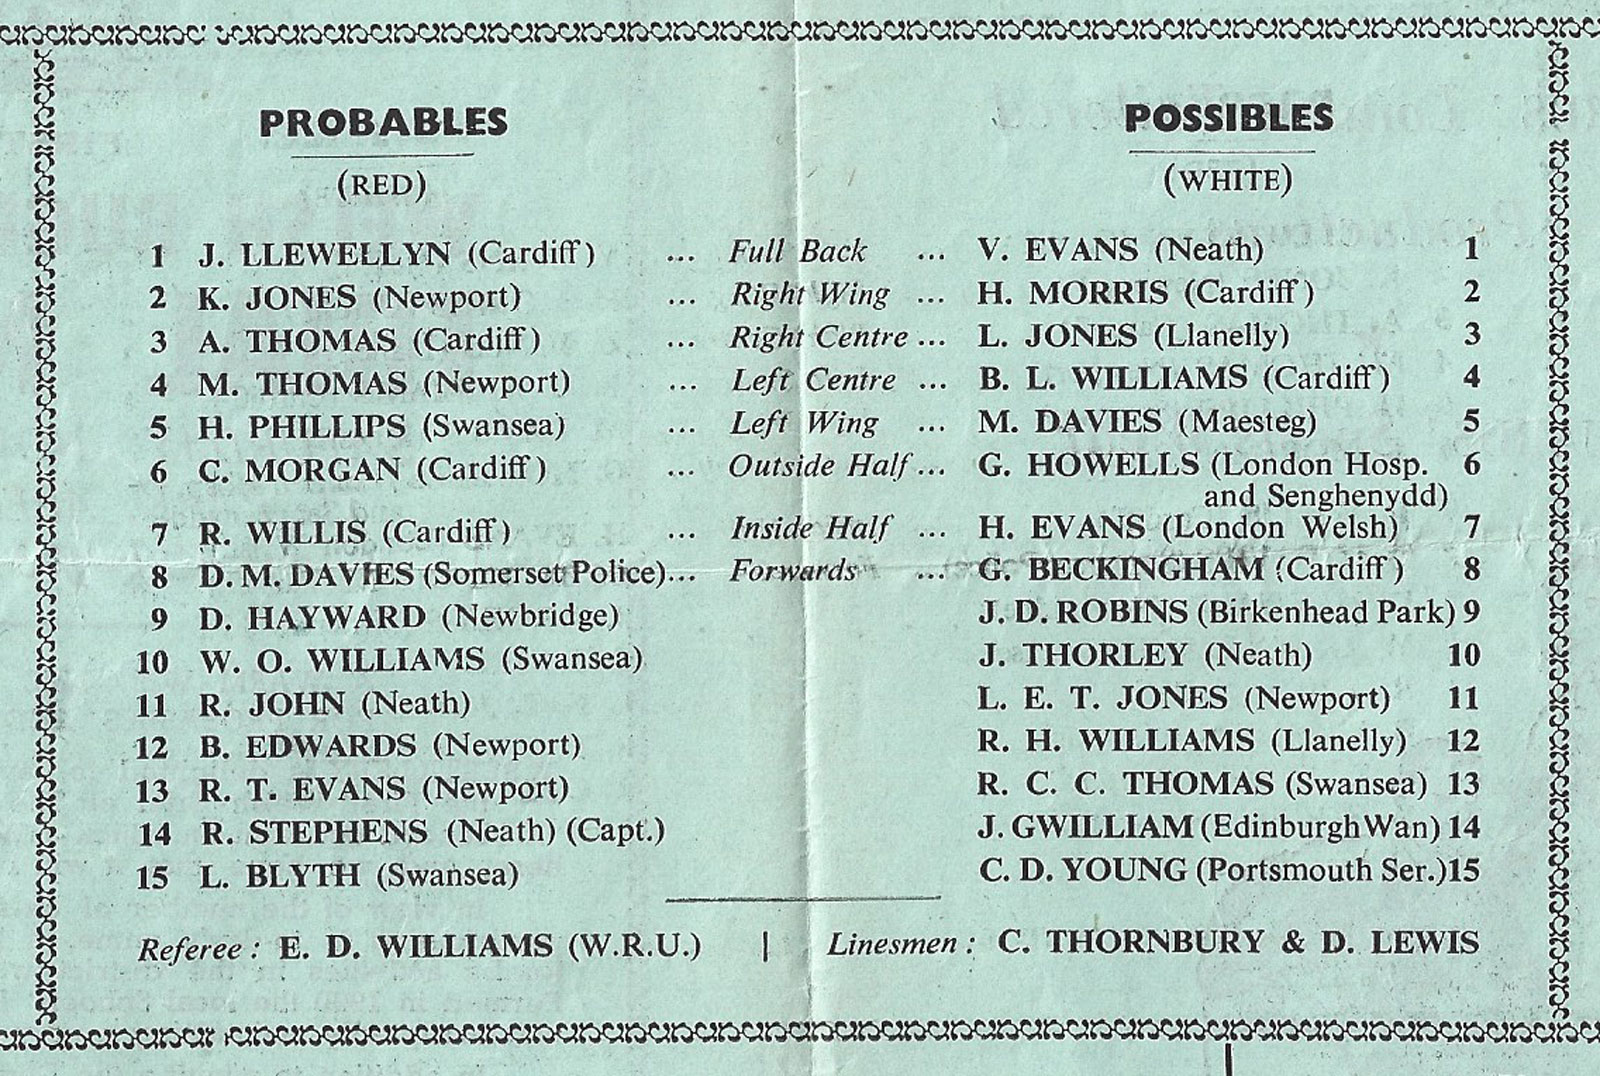 PROBABLES POSSIBLES
(RED) (WHITE)
1 J. LLEWELLYN (Cardiff) ... Full Back ... V. EVANS (Neath) 1
2 K. JONES (Newport) ... Right Wing ... H. MORRIS (Cardiff) 2
3 A. THOMAS (Cardiff) ... Right Centre ... L. JONES (Llanelly) 3
4 M. THOMAS (Newport) ... Left Centre ... B. L. WILLIAMS (Cardiff) 4
5 H. PHILLIPS (Swansea) ... Left Wing ... M. DAVIES (Maesteg) 5
6 C. MORGAN (Cardiff) ... Outside Half ... G. HOWELLS (London Hosp. 6
and Senghenydd)
7 R. WILLIS (Cardiff) ... Inside Half ... H. EVANS (London Welsh) 7
8 D. M. DAVIES (Somerset Police)... Forwards ... G. BECKINGHAM (Cardiff) 8
9 D. HAYWARD (Newbridge) J. D. ROBINS (Birkenhead Park) 9
10 W. O. WILLIAMS (Swansea) J. THORLEY (Neath) 10
11 R. JOHN (Neath) L. E. T. JONES (Newport) 11
12 B. EDWARDS (Newport) R. H. WILLIAMS (Llanelly) 12
13 R. T. EVANS (Newport) R. C. C. THOMAS (Swansea) 13
14 R. STEPHENS (Neath) (Capt.) J. GWILLIAM (Edinburgh Wan) 14
15 L. BLYTH (Swansea) C. D. YOUNG (Portsmouth Ser.) 15
Referee : E. D. WILLIAMS (W.R.U.) | Linesmen : C. THORNBURY & D. LEWIS